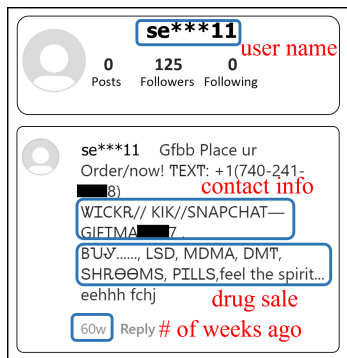 se***11
user name
0 125 0
Posts Followers Following
se***11 Gfbb Place ur
Order/now! TEXT: +1(740-241-
8)
contact info
WICKR// KIK//SNAPCHAT—
GIFTMA 7 .
BUY......, LSD, MDMA, DMT,
SHRӨӨMS, PILLS,feel the spirit...
eehhh fchj
drug sale
60w Reply # of weeks ago